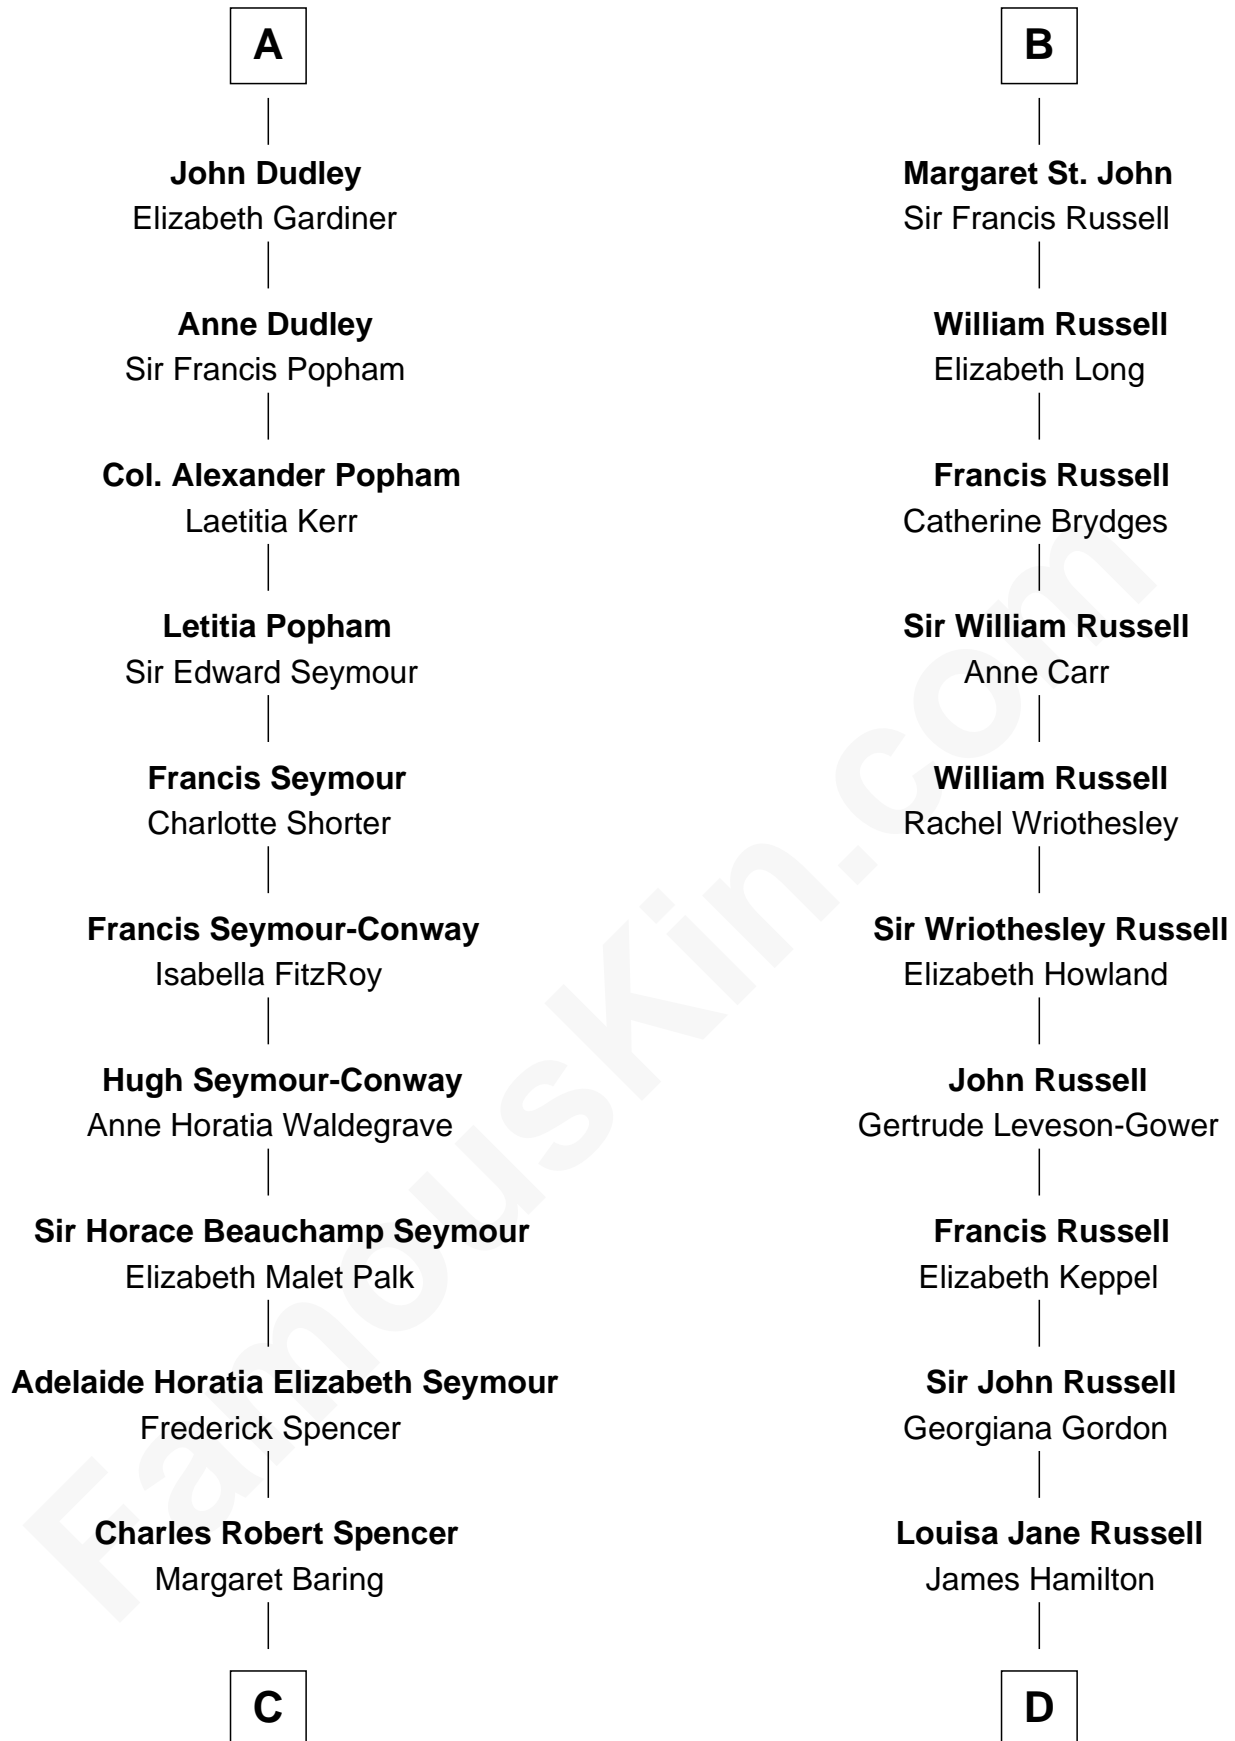 A
John Dudley
Elizabeth Gardiner
Anne Dudley
Sir Francis Popham
Col. Alexander Popham
Laetitia Kerr
Letitia Popham
Sir Edward Seymour
Francis Seymour
Charlotte Shorter
Francis Seymour-Conway
Isabella FitzRoy
Hugh Seymour-Conway
Anne Horatia Waldegrave
Sir Horace Beauchamp Seymour
Elizabeth Malet Palk
Adelaide Horatia Elizabeth Seymour
Frederick Spencer
Charles Robert Spencer
Margaret Baring
C
B
Margaret St. John
Sir Francis Russell
William Russell
Elizabeth Long
Francis Russell
Catherine Brydges
Sir William Russell
Anne Carr
William Russell
Rachel Wriothesley
Sir Wriothesley Russell
Elizabeth Howland
John Russell
Gertrude Leveson-Gower
Francis Russell
Elizabeth Keppel
Sir John Russell
Georgiana Gordon
Louisa Jane Russell
James Hamilton
D
FamousKin.com